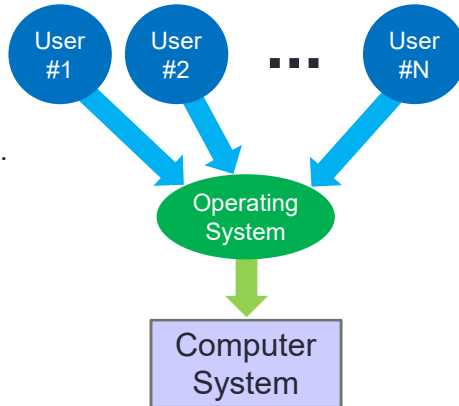 User
#1
User
#2
...
User
#N
.
Operating
System
Computer
System